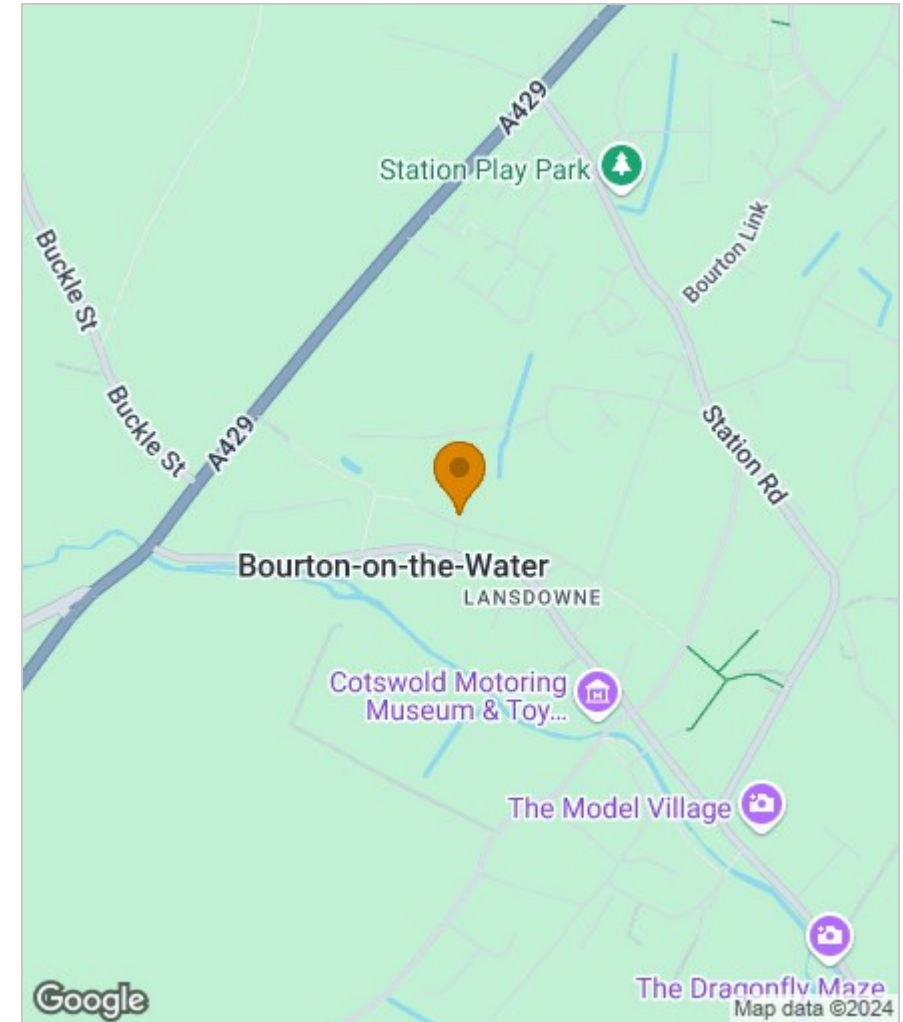 A429
Station Play Park
Bourton Link
Buckle St
Buckle St
A429
Station Rd
Bourton-on-the-Water
LANSDOWNE
Cotswold Motoring
Museum & Toy...
The Model Village
The Dragonfly Maze
Google
Map data ©2024